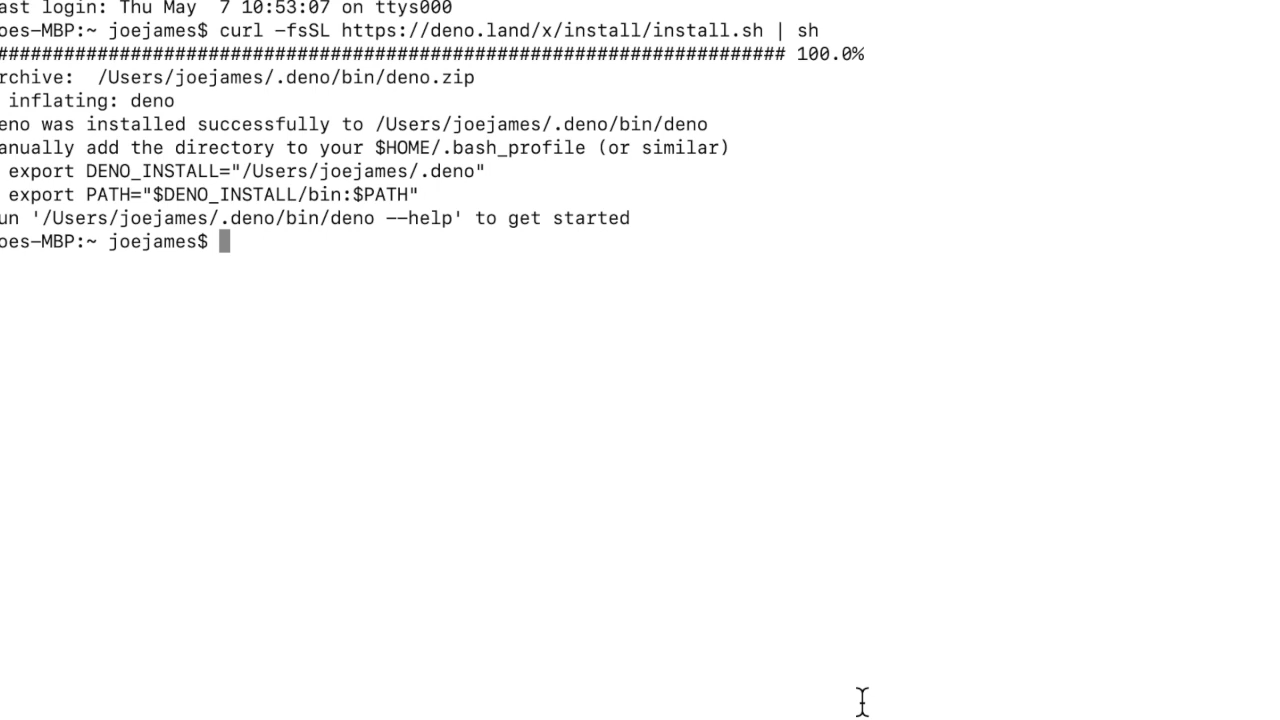 ast login: Thu May  7 10:53:07 on ttys000
oes-MBP:~ joejames$ curl -fsSL https://deno.land/x/install/install.sh | sh
######################################################################## 100.0%
rchive:  /Users/joejames/.deno/bin/deno.zip
 inflating: deno
eno was installed successfully to /Users/joejames/.deno/bin/deno
anually add the directory to your $HOME/.bash_profile (or similar)
 export DENO_INSTALL="/Users/joejames/.deno"
 export PATH="$DENO_INSTALL/bin:$PATH"
un '/Users/joejames/.deno/bin/deno --help' to get started
oes-MBP:~ joejames$